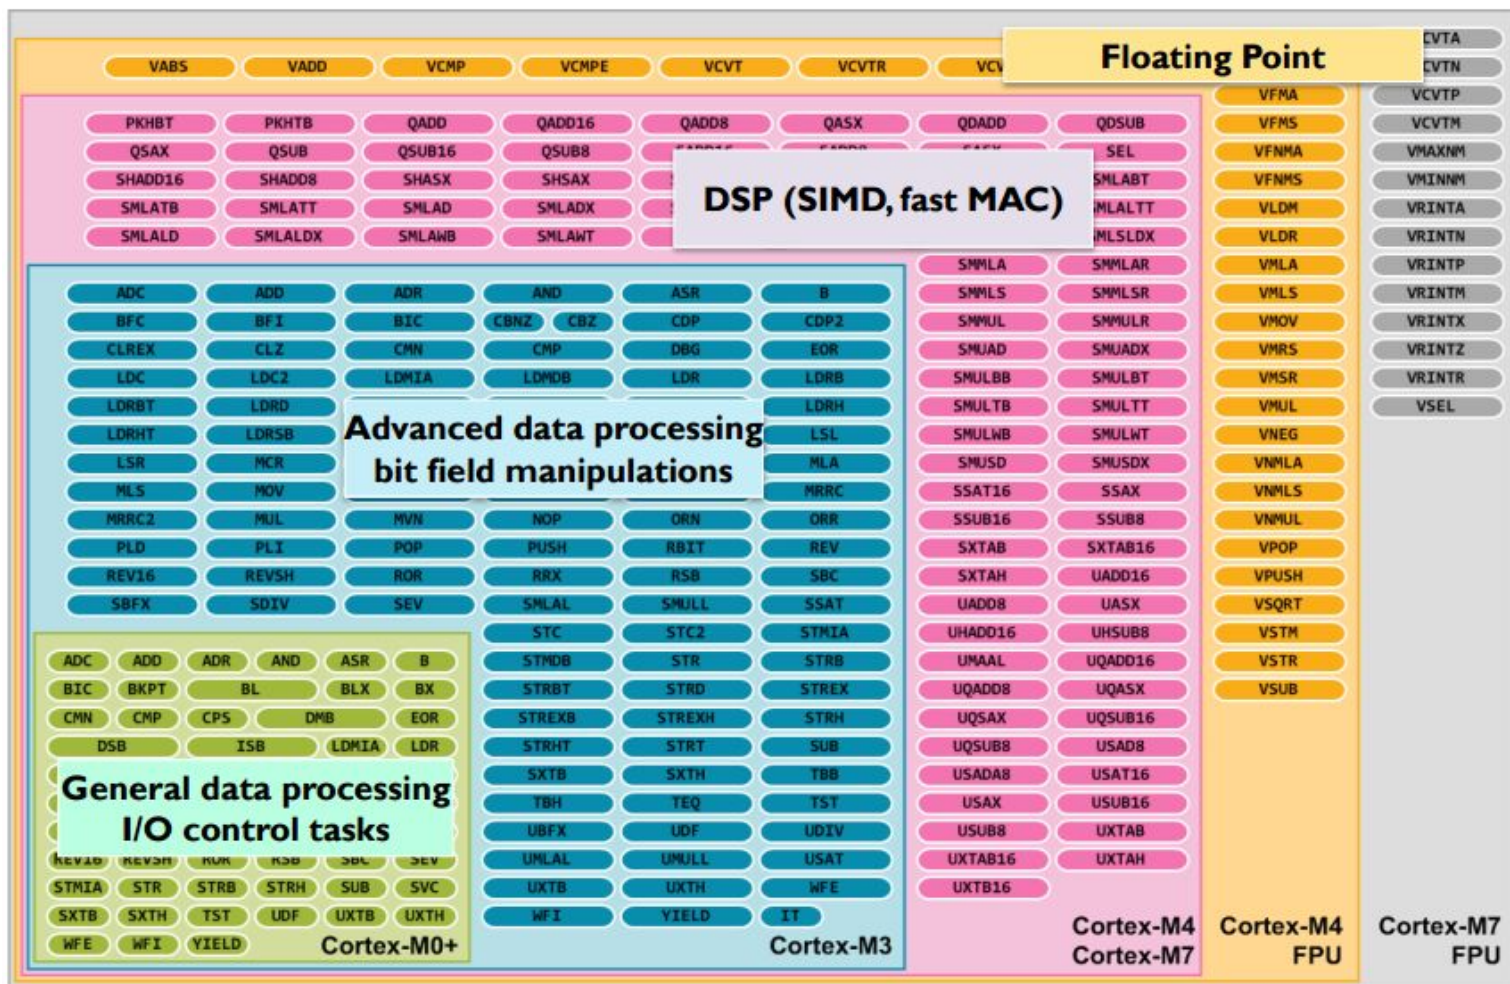 CVTA
VABS VADD VCMP VCMPE VCVT VCVTR VCV Floating Point CVTN
VFMA VCVTP
PKHBT PKHTB QADD QADD16 QADD8 QASX QDADD QDSUB VFMS VCVTM
QSAX QSUB QSUB16 QSUB8 SEL VFNMA VMAXNM
SHADD16 SHADD8 SHASX SHSAX SMLABT VFNMS VMINNM
DSP (SIMD, fast MAC)
SMLATB SMLATT SMLAD SMLADX SMLALTT VLDM VRINTA
SMLALD SMLALDX SMLAWB SMLAWT SMLSLDX VLDR VRINTN
SMMLA SMMLAR VMLA VRINTP
ADC ADD ADR AND ASR B SMMLS SMMLSR VMLS VRINTM
BFC BFI BIC CBNZ CBZ CDP CDP2 SMMUL SMMULR VMOV VRINTX
CLREX CLZ CMN CMP DBG EOR SMUAD SMUADX VMRS VRINTZ
LDC LDC2 LDMIA LDMDB LDR LDRB SMULBB SMULBT VMSR VRINTR
LDRBT LDRD LDRH SMULTB SMULTT VMUL VSEL
LDRHT LDRSB Advanced data processing LSL SMULWB SMULWT VNEG
LSR MCR bit field manipulations MLA SMUSD SMUSDX VNMLA
MLS MOV MRRC SSAT16 SSAX VNMLS
MRRC2 MUL MVN NOP ORN ORR SSUB16 SSUB8 VNMUL
PLD PLI POP PUSH RBIT REV SXTAB SXTAB16 VPOP
REV16 REVSH ROR RRX RSB SBC SXTAH UADD16 VPUSH
SBFX SDIV SEV SMLAL SMULL SSAT UADD8 UASX VSQRT
STC STC2 STMIA UHADD16 UHSUB8 VSTM
ADC ADD ADR AND ASR B STMDB STR STRB UMAAL UQADD16 VSTR
BIC BKPT BL BLX BX STRBT STRD STREX UQADD8 UQASX VSUB
CMN CMP CPS DMB EOR STREXB STREXH STRH UQSAX UQSUB16
DSB ISB LDMIA LDR STRHT STRT SUB UQSUB8 USAD8
SXTB SXTH TBB USADA8 USAT16
General data processing TBH TEQ TST USAX USUB16
I/O control tasks UBFX UDF UDIV USUB8 UXTAB
REV16 REVSH ROR RSB SBC SEV UMLAL UMULL USAT UXTAB16 UXTAH
STMIA STR STRB STRH SUB SVC UXTB UXTH WFE UXTB16
SXTB SXTH TST UDF UXTB UXTH WFI YIELD IT
WFE WFI YIELD Cortex-M0+ Cortex-M3 Cortex-M4 Cortex-M4 Cortex-M7
Cortex-M7 FPU FPU